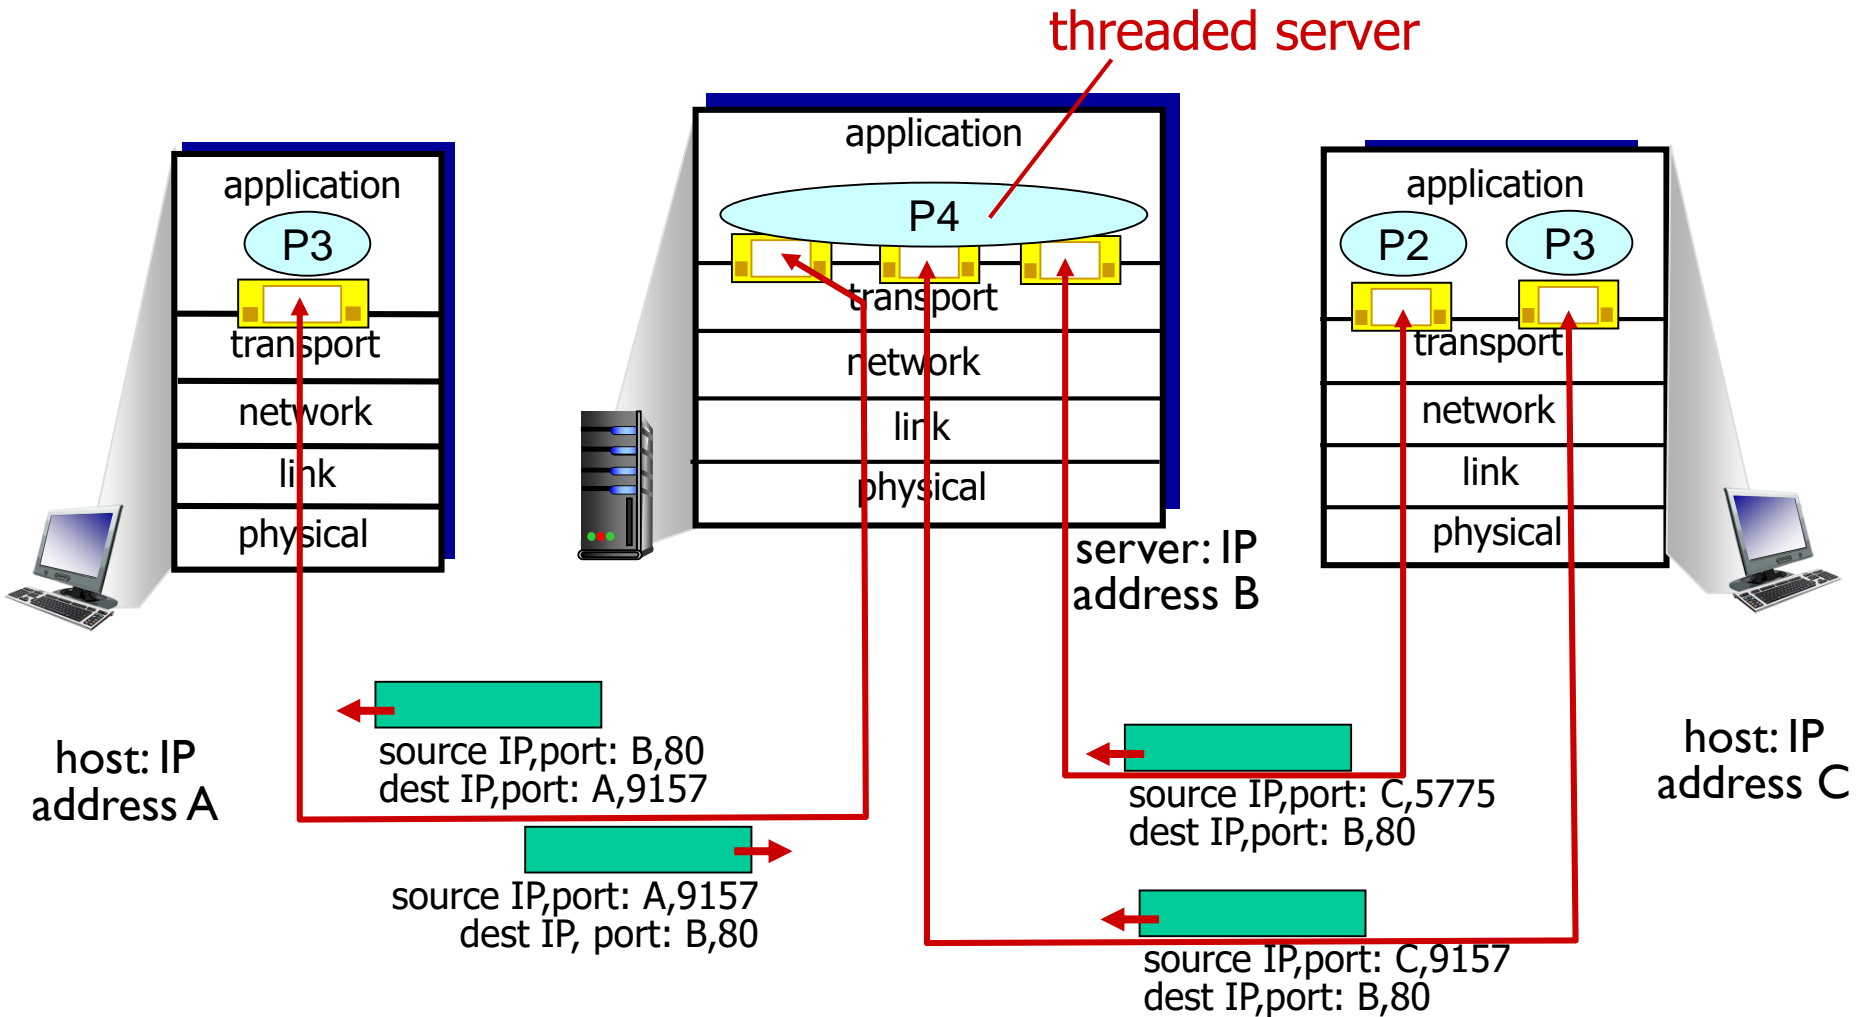 threaded server
application
P3
transport
network
link
physical
application
P4
transport
network
link
physical
application
P2 P3
transport
network
link
physical
server: IP
address B
host: IP
address A
source IP,port: B,80
dest IP,port: A,9157
source IP,port: A,9157
dest IP, port: B,80
source IP,port: C,5775
dest IP,port: B,80
source IP,port: C,9157
dest IP,port: B,80
host: IP
address C